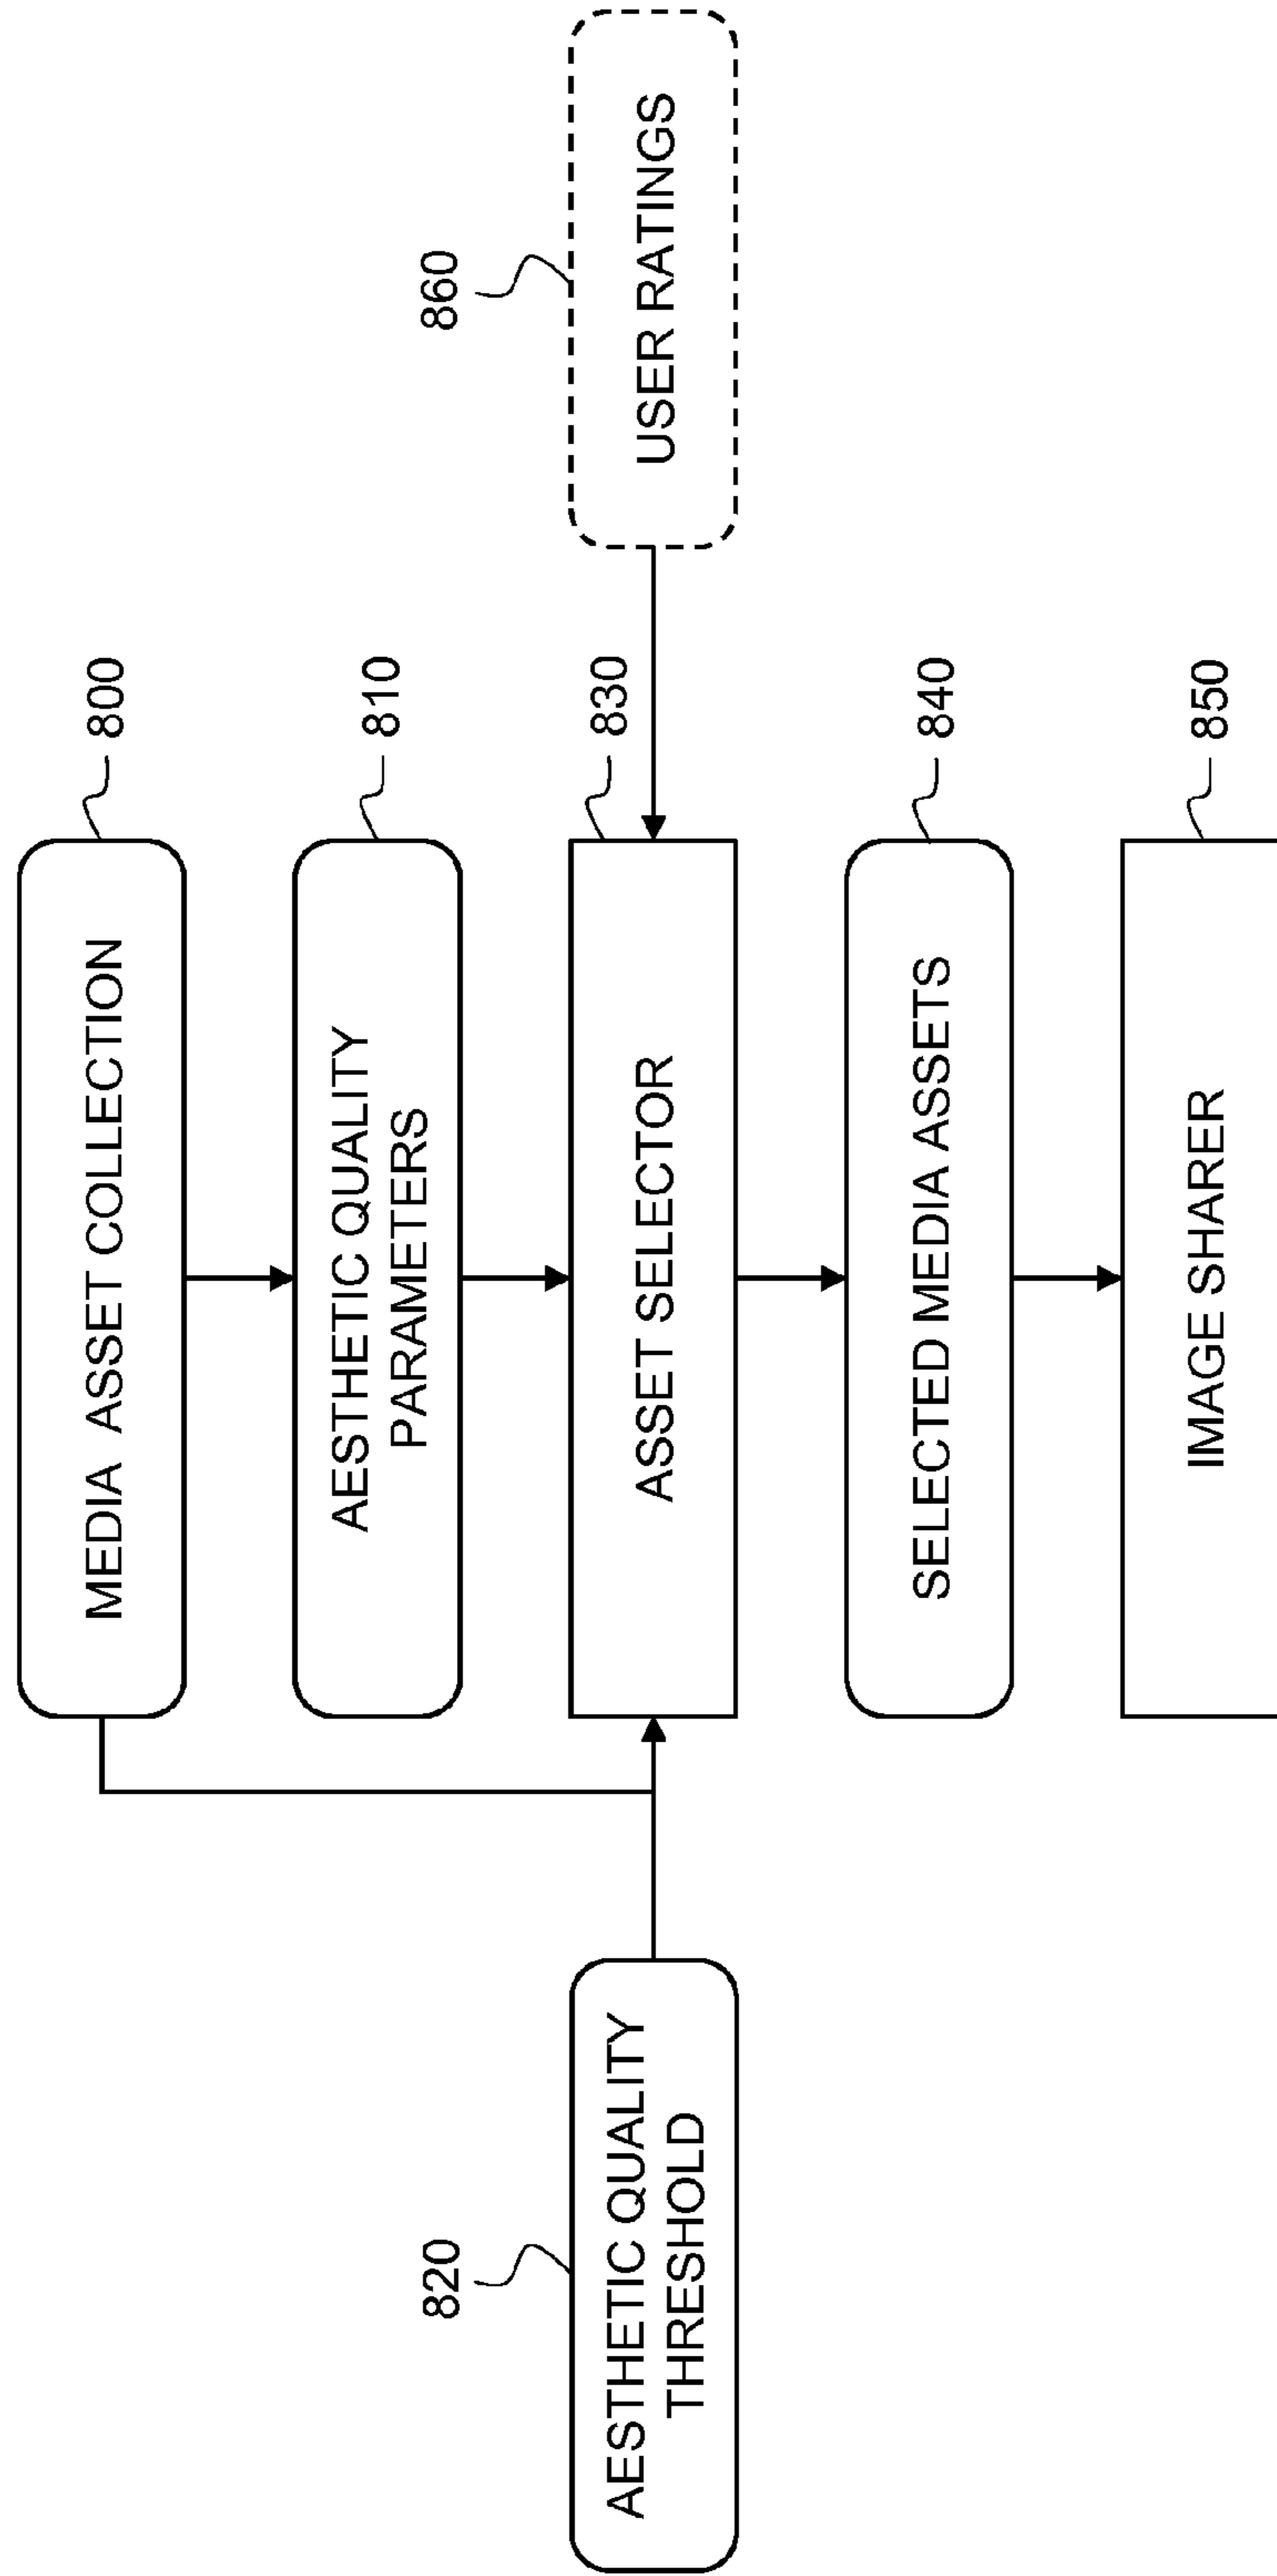 MEDIA ASSET COLLECTION
800
AESTHETIC QUALITY
PARAMETERS
810
820
AESTHETIC QUALITY
THRESHOLD
ASSET SELECTOR
830
860
USER RATINGS
SELECTED MEDIA ASSETS
840
IMAGE SHARER
850